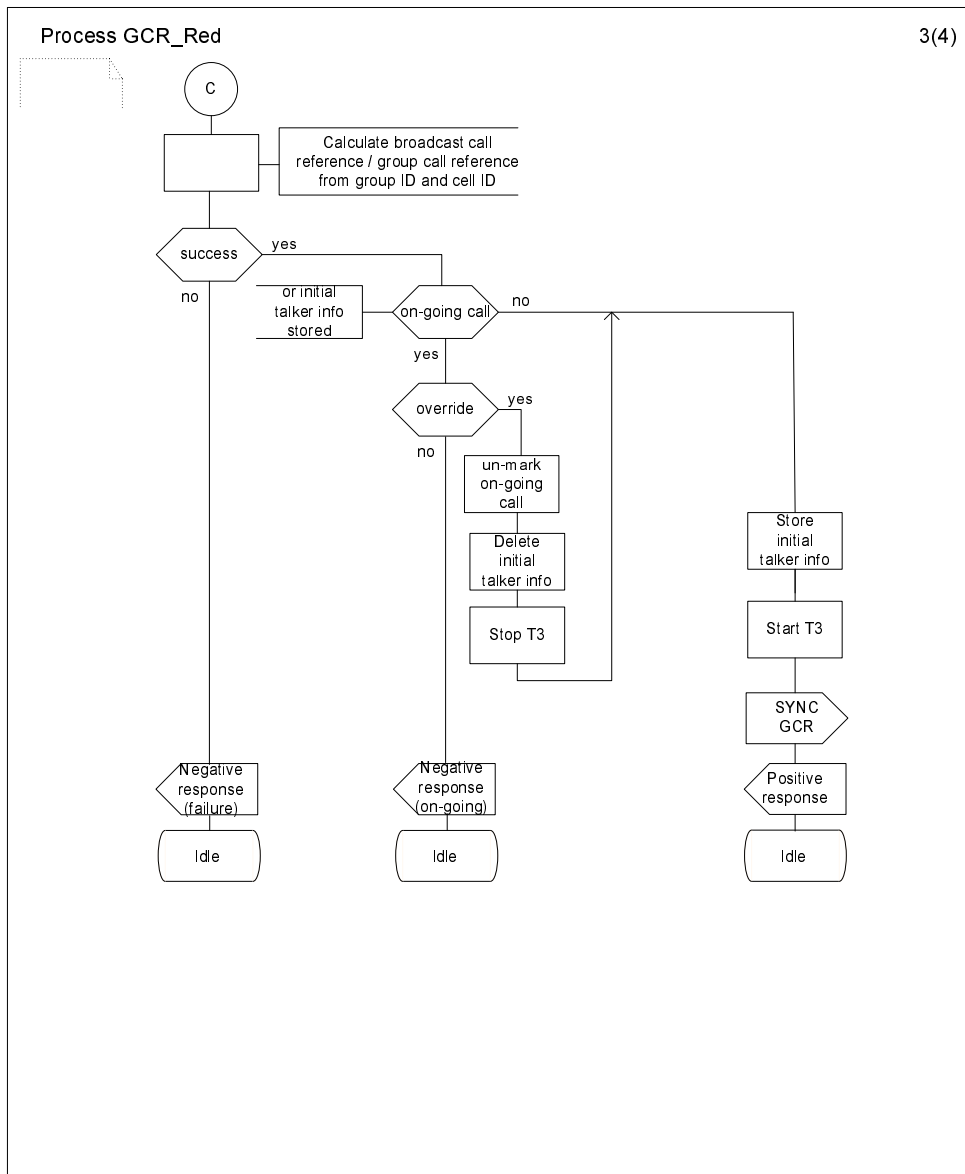 Process GCR_Red
3(4)
C
Calculate broadcast call
reference / group call reference
from group ID and cell ID
success
yes
no
or initial
talker info
stored
on-going call
no
yes
override
yes
no
un-mark
on-going
call
Delete
initial
talker info
Stop T3
Store
initial
talker info
Start T3
SYNC
GCR
Negative
response
(failure)
Negative
response
(on-going)
Positive
response
Idle
Idle
Idle